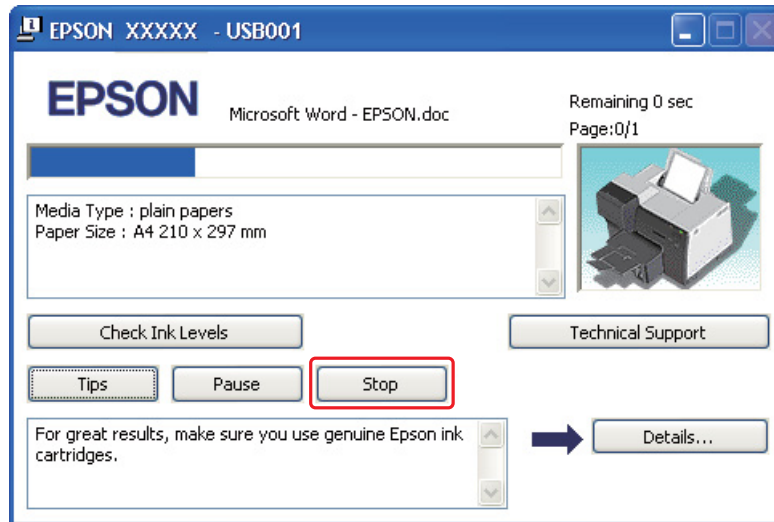 EPSON XXXXX - USB001
EPSON
Microsoft Word - EPSON.doc
Remaining 0 sec
Page:0/1
Media Type : plain papers
Paper Size : A4 210 x 297 mm
Check Ink Levels
Technical Support
Tips
Pause
Stop
For great results, make sure you use genuine Epson ink
cartridges.
Details...